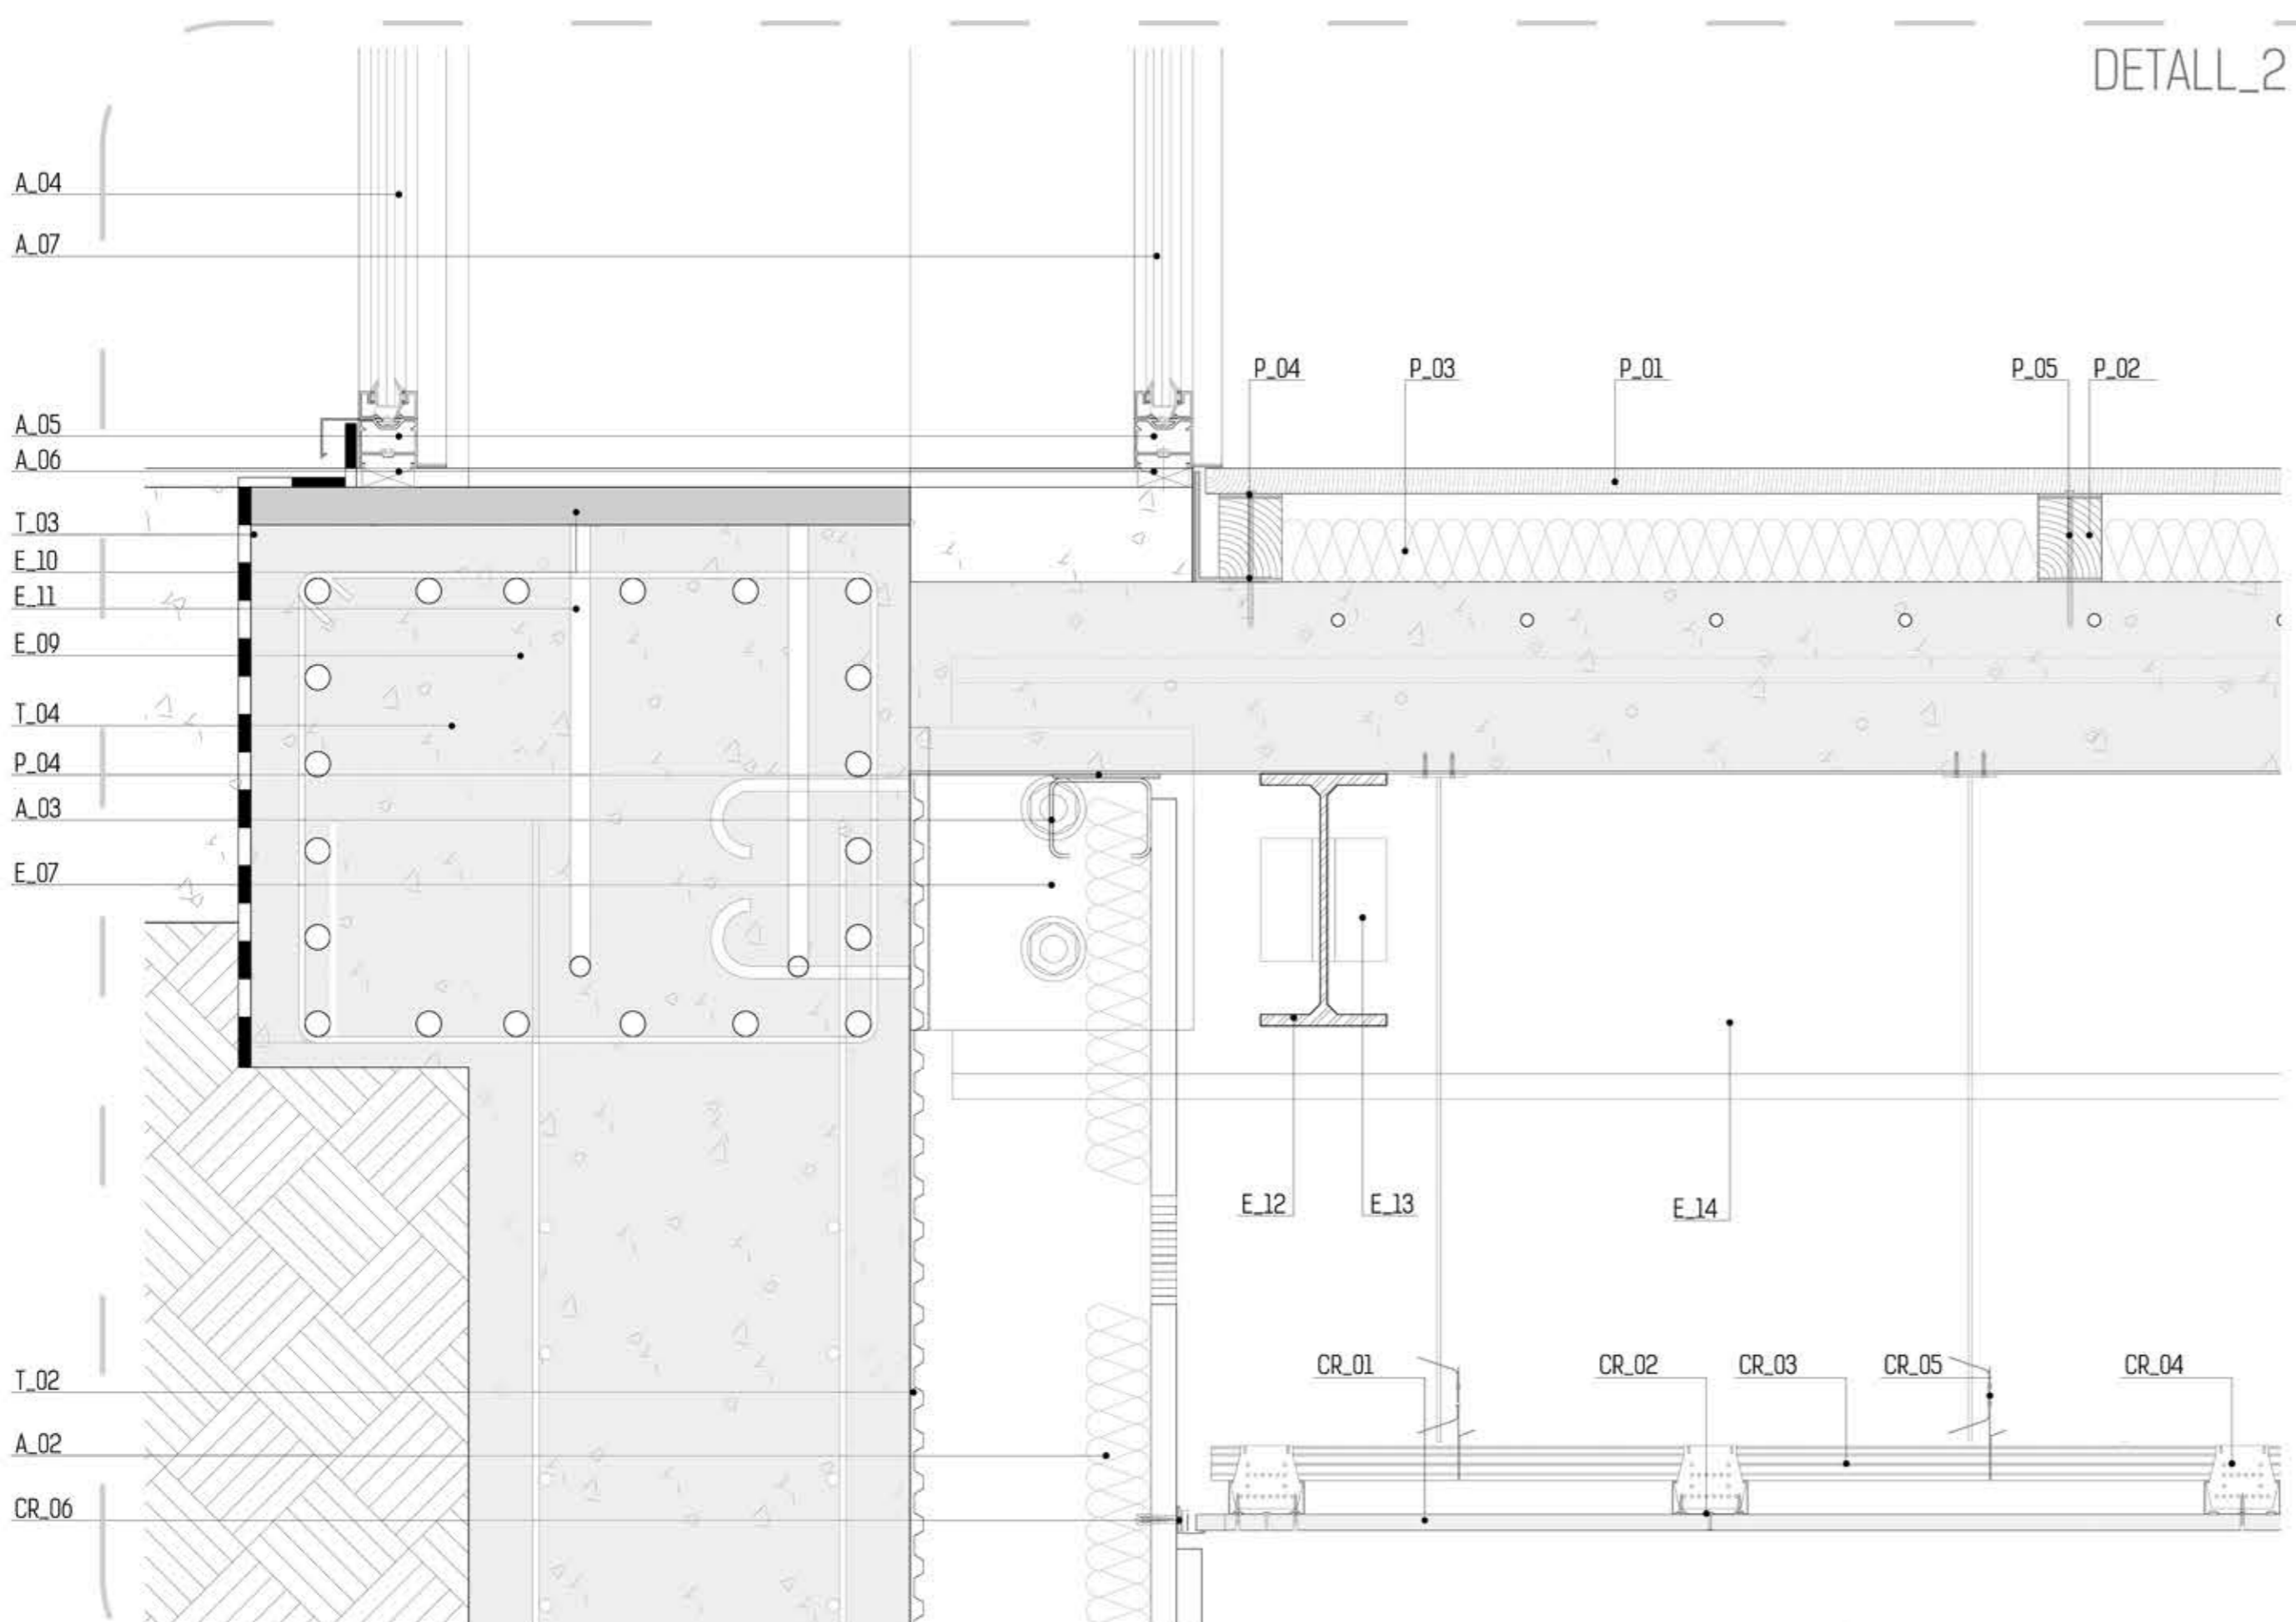 DETALL_2
A_04
A_07
P_04 P_03 P_01 P_05 P_02
A_05
A_06
T_03
E_10
E_11
E_09
T_04
P_04
A_03
E_07
E_12 E_13 E_14
CR_01 CR_02 CR_03 CR_05 CR_04
T_02
A_02
CR_06